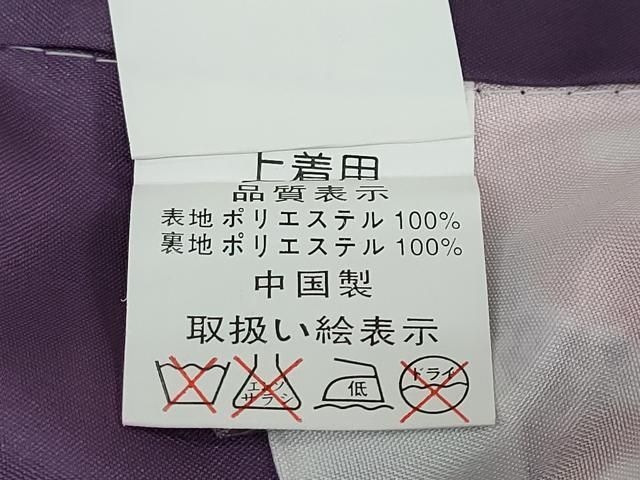 上着用
品質表示
表地 ポリエステル 100%
裏地 ポリエステル 100%
中国製
取扱い絵表示
エンソ
サラシ
低
ドライ